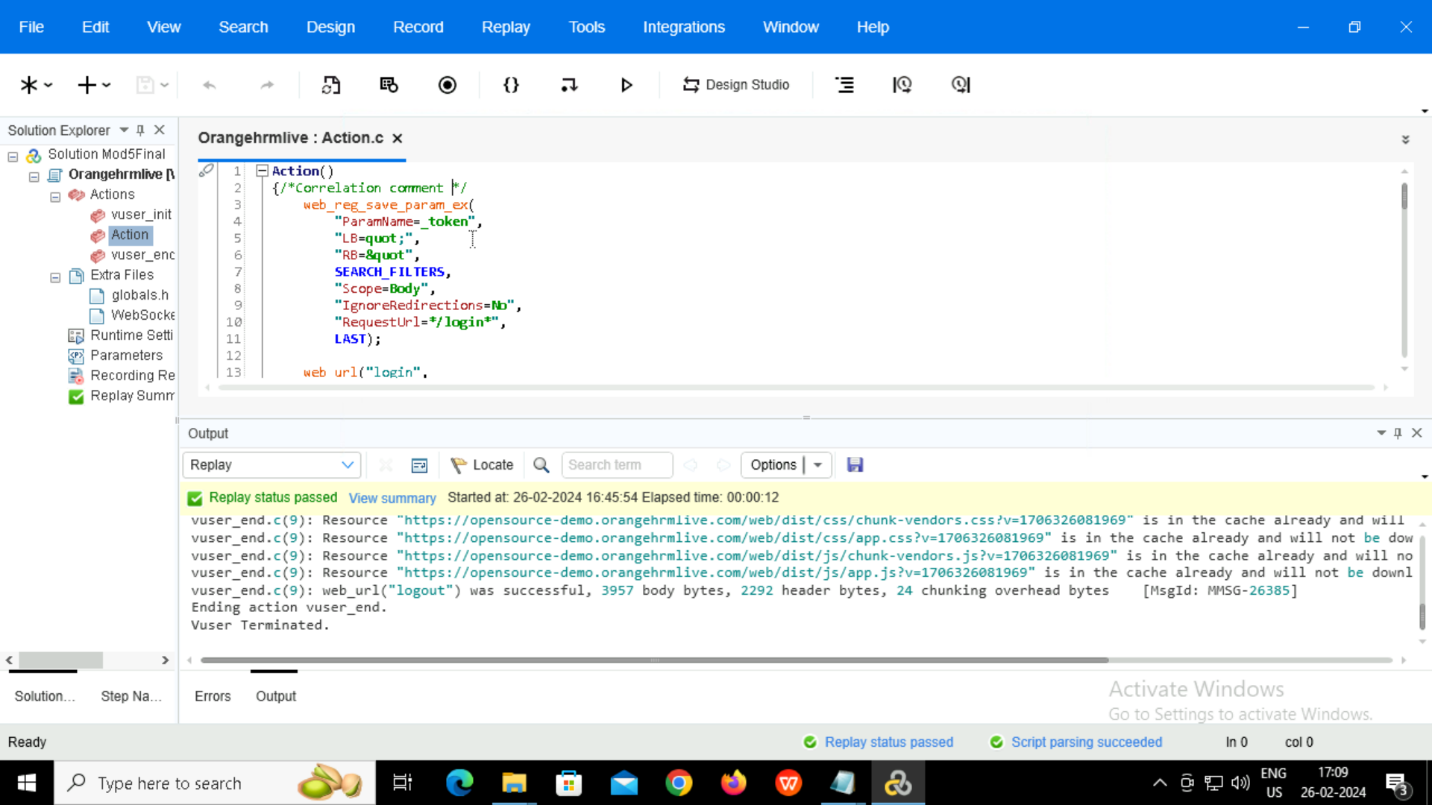 File Edit View Search Design Record Replay Tools Integrations Window Help
Design Studio
Solution Explorer
Solution Mod5Final
Orangehrmlive [V
Actions
vuser_init
Action
vuser_end
Extra Files
globals.h
WebSocke
Runtime Setti
Parameters
Recording Re
Replay Summ
Solution... Step Na...
Orangehrmlive : Action.c
1 Action()
2 {/*Correlation comment */
3 web_reg_save_param_ex(
4 "ParamName=_token",
5 "LB=quot;",
6 "RB=&quot",
7 SEARCH_FILTERS,
8 "Scope=Body",
9 "IgnoreRedirections=No",
10 "RequestUrl=*/login*",
11 LAST);
12
13 web_url("login",
Output
Replay Locate Search term Options
Replay status passed View summary Started at: 26-02-2024 16:45:54 Elapsed time: 00:00:12
vuser_end.c(9): Resource "https://opensource-demo.orangehrmlive.com/web/dist/css/chunk-vendors.css?v=1706326081969" is in the cache already and will
vuser_end.c(9): Resource "https://opensource-demo.orangehrmlive.com/web/dist/css/app.css?v=1706326081969" is in the cache already and will not be dow
vuser_end.c(9): Resource "https://opensource-demo.orangehrmlive.com/web/dist/js/chunk-vendors.js?v=1706326081969" is in the cache already and will no
vuser_end.c(9): Resource "https://opensource-demo.orangehrmlive.com/web/dist/js/app.js?v=1706326081969" is in the cache already and will not be downl
vuser_end.c(9): web_url("logout") was successful, 3957 body bytes, 2292 header bytes, 24 chunking overhead bytes [MsgId: MMSG-26385]
Ending action vuser_end.
Vuser Terminated.
Errors Output
Activate Windows
Go to Settings to activate Windows.
Ready Replay status passed Script parsing succeeded ln 0 col 0
Type here to search
ENG
US
17:09
26-02-2024
3